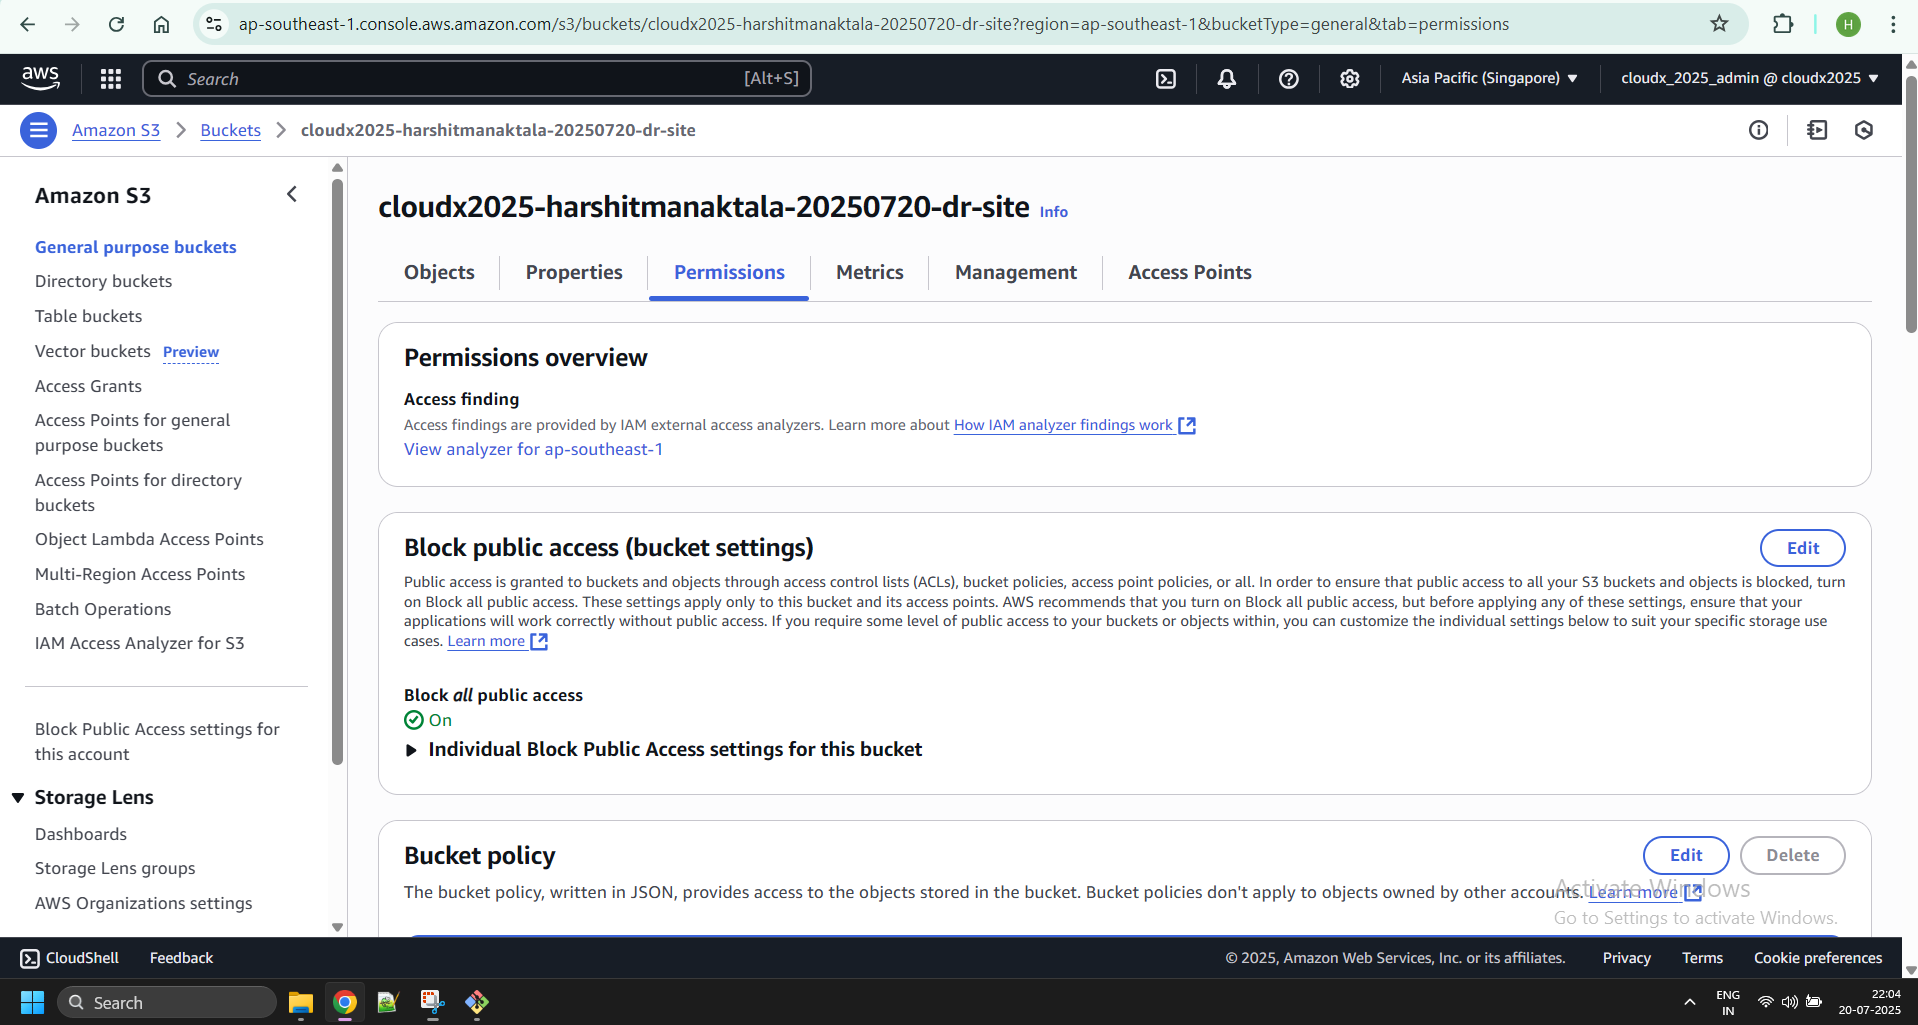 ap-southeast-1.console.aws.amazon.com/s3/buckets/cloudx2025-harshitmanaktala-20250720-dr-site?region=ap-southeast-1&bucketType=general&tab=permissions
H
aws
Search
[Alt+S]
Asia Pacific (Singapore)
cloudx_2025_admin @ cloudx2025
Amazon S3
Buckets
cloudx2025-harshitmanaktala-20250720-dr-site
Amazon S3
General purpose buckets
Directory buckets
Table buckets
Vector buckets Preview
Access Grants
Access Points for general
purpose buckets
Access Points for directory
buckets
Object Lambda Access Points
Multi-Region Access Points
Batch Operations
IAM Access Analyzer for S3
Block Public Access settings for
this account
Storage Lens
Dashboards
Storage Lens groups
AWS Organizations settings
cloudx2025-harshitmanaktala-20250720-dr-site Info
Objects
Properties
Permissions
Metrics
Management
Access Points
Permissions overview
Access finding
Access findings are provided by IAM external access analyzers. Learn more about How IAM analyzer findings work
View analyzer for ap-southeast-1
Block public access (bucket settings)
Edit
Public access is granted to buckets and objects through access control lists (ACLs), bucket policies, access point policies, or all. In order to ensure that public access to all your S3 buckets and objects is blocked, turn
on Block all public access. These settings apply only to this bucket and its access points. AWS recommends that you turn on Block all public access, but before applying any of these settings, ensure that your
applications will work correctly without public access. If you require some level of public access to your buckets or objects within, you can customize the individual settings below to suit your specific storage use
cases. Learn more
Block all public access
On
Individual Block Public Access settings for this bucket
Bucket policy
Edit
Delete
The bucket policy, written in JSON, provides access to the objects stored in the bucket. Bucket policies don't apply to objects owned by other accounts. Learn more
Activate Windows
Go to Settings to activate Windows.
CloudShell
Feedback
© 2025, Amazon Web Services, Inc. or its affiliates.
Privacy
Terms
Cookie preferences
Search
ENG
IN
22:04
20-07-2025